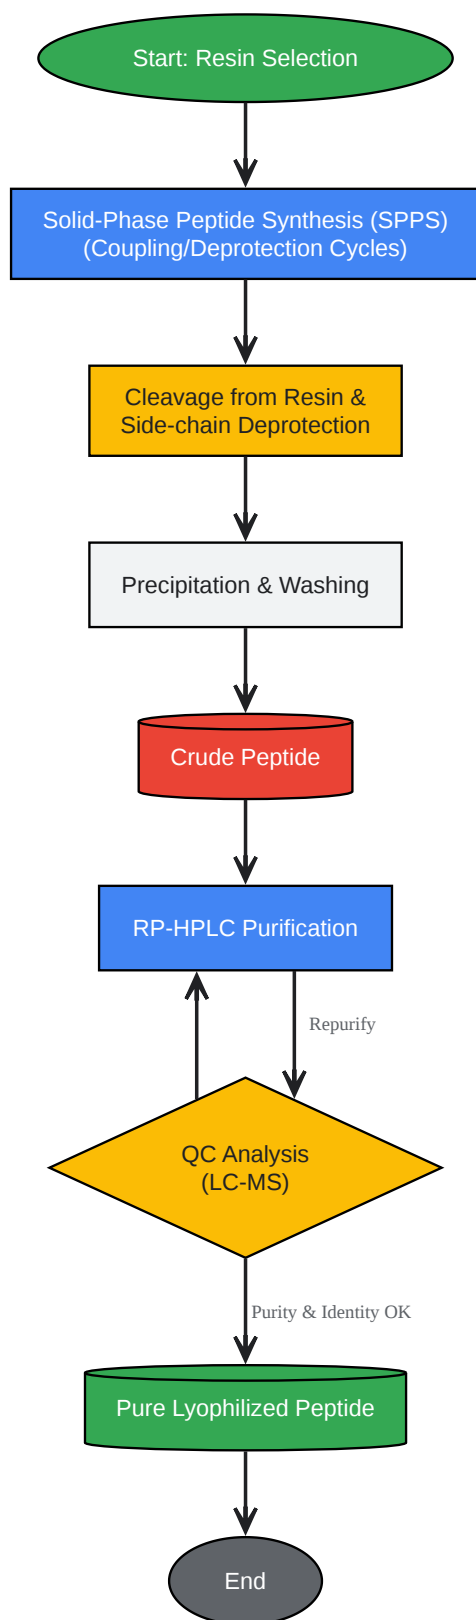 Start: Resin Selection
Solid-Phase Peptide Synthesis (SPPS)
(Coupling/Deprotection Cycles)
Cleavage from Resin &
Side-chain Deprotection
Precipitation & Washing
Crude Peptide
RP-HPLC Purification
Repurify
QC Analysis
(LC-MS)
Purity & Identity OK
Pure Lyophilized Peptide
End